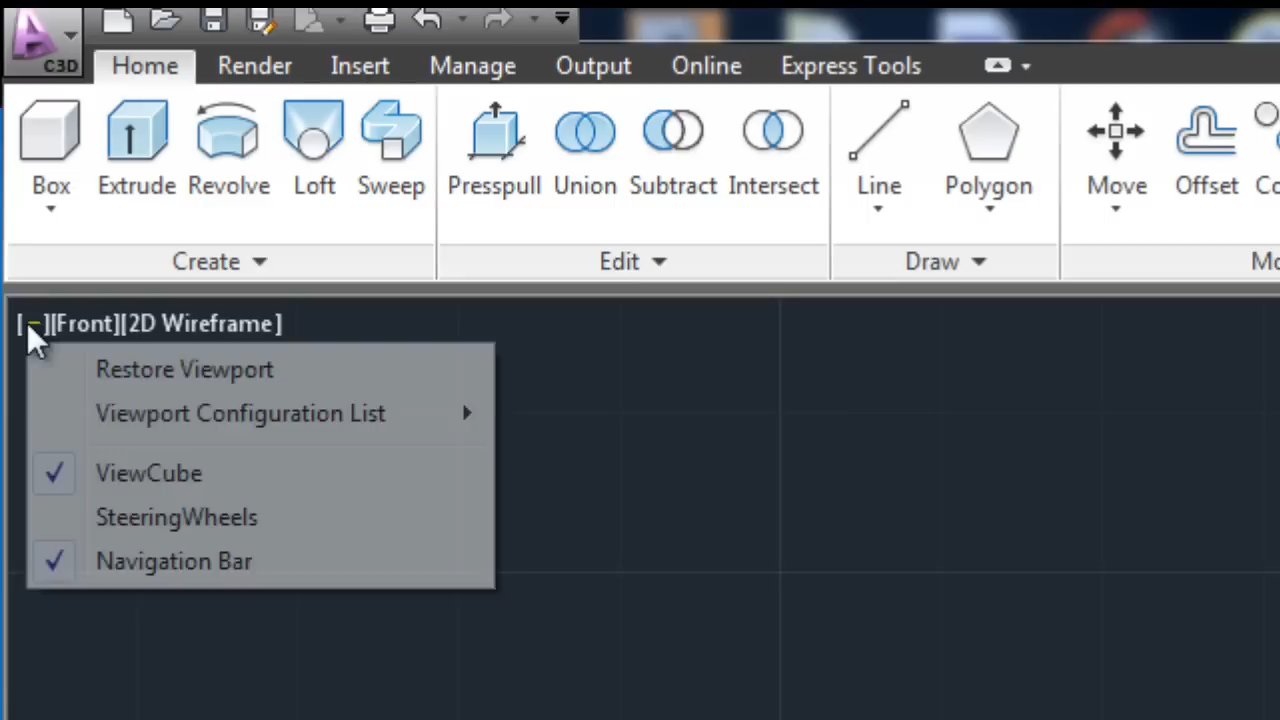 C3D
Home Render Insert Manage Output Online Express Tools
Box Extrude Revolve Loft Sweep Presspull Union Subtract Intersect Line Polygon Move Offset
Create Edit Draw
[–][Front][2D Wireframe]
Restore Viewport
Viewport Configuration List
ViewCube
SteeringWheels
Navigation Bar